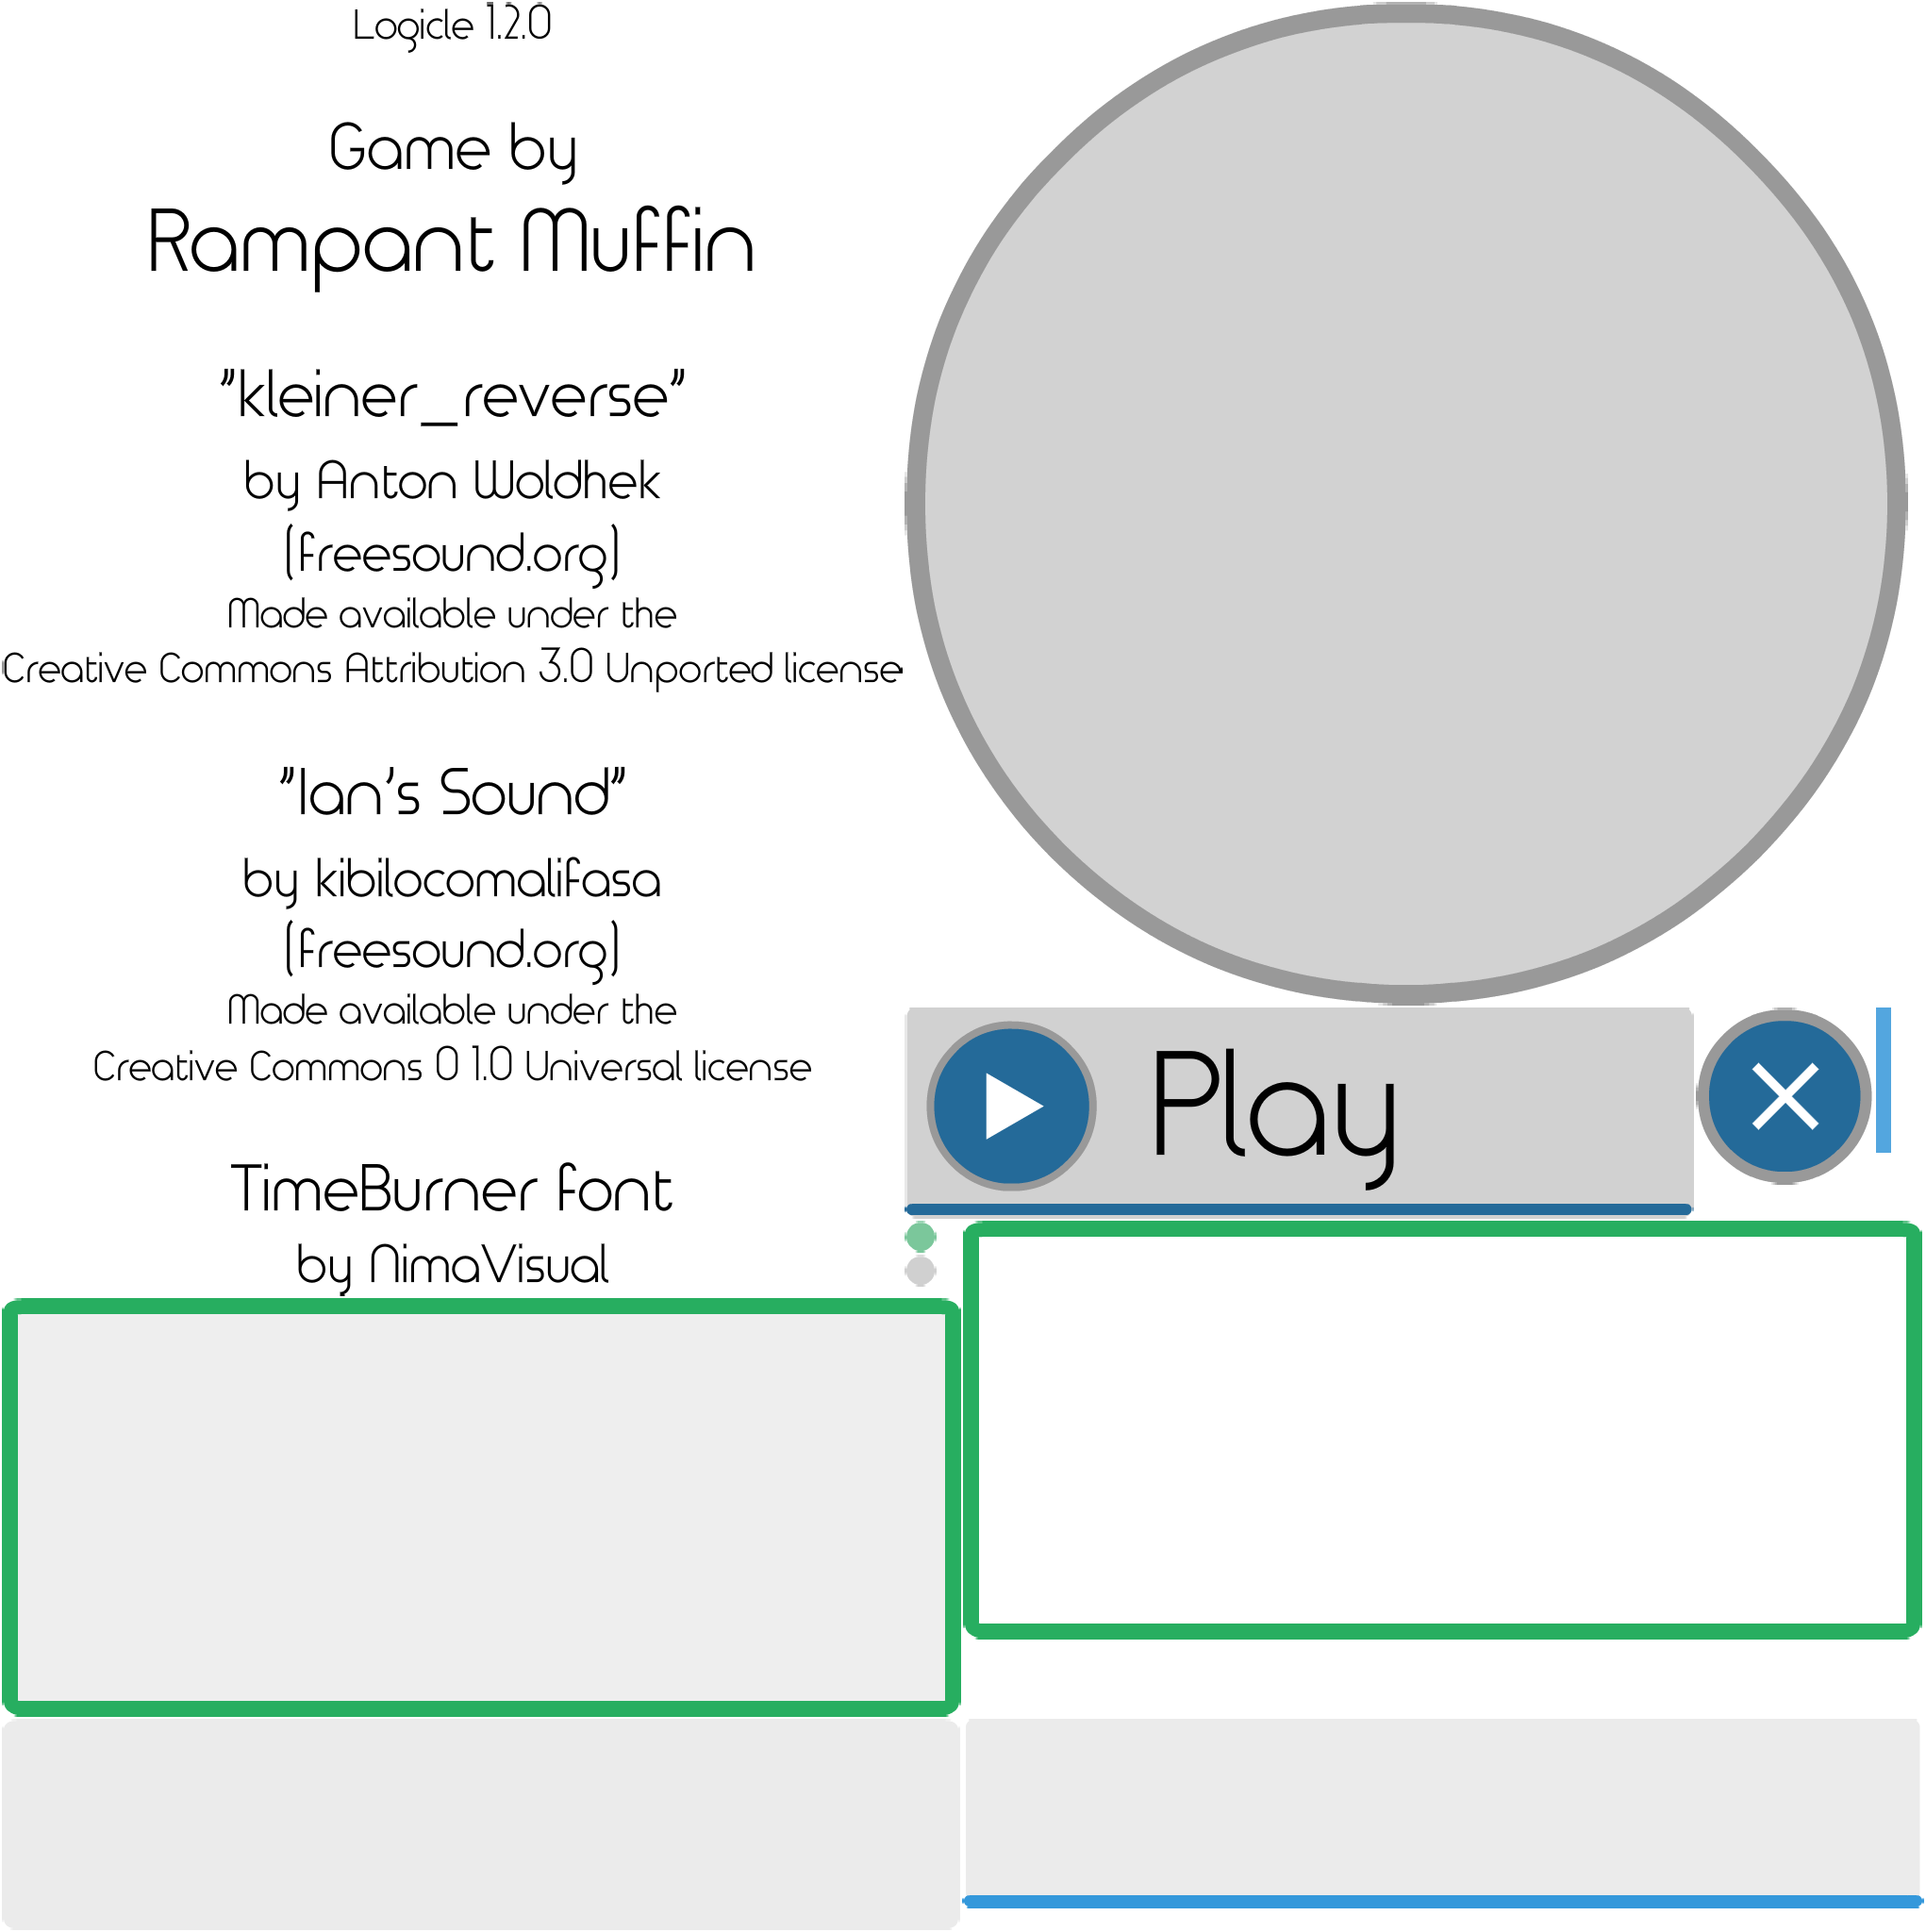 Logicle 1.2.0
Game by
Rampant Muffin
"kleiner_reverse"
by Anton Woldhek
(freesound.org)
Made available under the
Creative Commons Attribution 3.0 Unported license
"Ian's Sound"
by kibilocomalifasa
(freesound.org)
Made available under the
Creative Commons 0 1.0 Universal license
TimeBurner font
by NimaVisual
Play